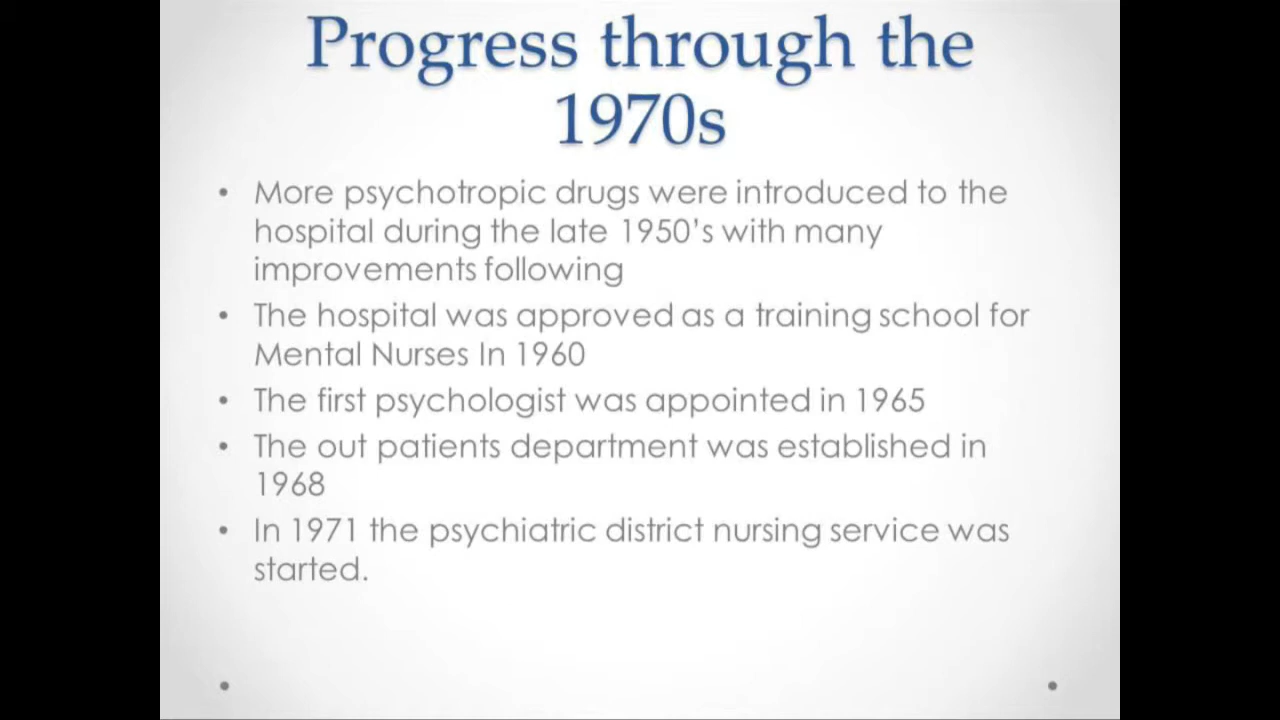 Progress through the
1970s
• More psychotropic drugs were introduced to the
hospital during the late 1950’s with many
improvements following
• The hospital was approved as a training school for
Mental Nurses In 1960
• The first psychologist was appointed in 1965
• The out patients department was established in
1968
• In 1971 the psychiatric district nursing service was
started.